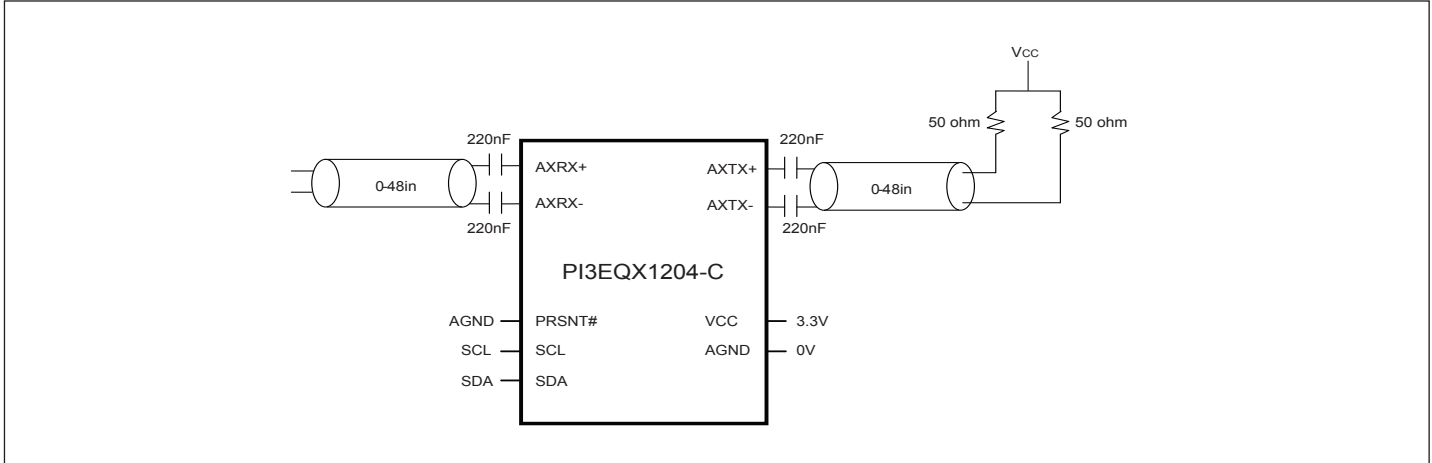 Vcc
50 ohm
50 ohm
220nF
220nF
AXRX+
AXTX+
0-48in
0-48in
AXRX-
AXTX-
220nF
220nF
PI3EQX1204-C
AGND
PRSNT#
VCC
3.3V
SCL
SCL
AGND
0V
SDA
SDA